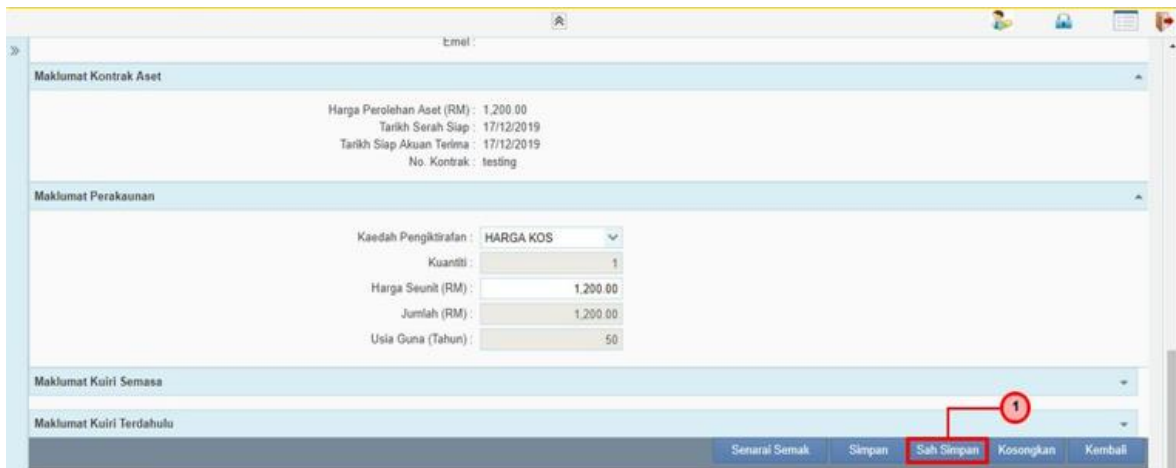 Emel :
Maklumat Kontrak Aset
Harga Perolehan Aset (RM) : 1,200.00
Tarikh Serah Siap : 17/12/2019
Tarikh Siap Akuan Terima : 17/12/2019
No. Kontrak : testing
Maklumat Perakaunan
Kaedah Pengiktirafan : HARGA KOS
Kuantiti : 1
Harga Seunit (RM) : 1,200.00
Jumlah (RM) : 1,200.00
Usia Guna (Tahun) : 50
Maklumat Kuiri Semasa
1
Maklumat Kuiri Terdahulu
Senarai Semak Simpan Sah Simpan Kosongkan Kembali